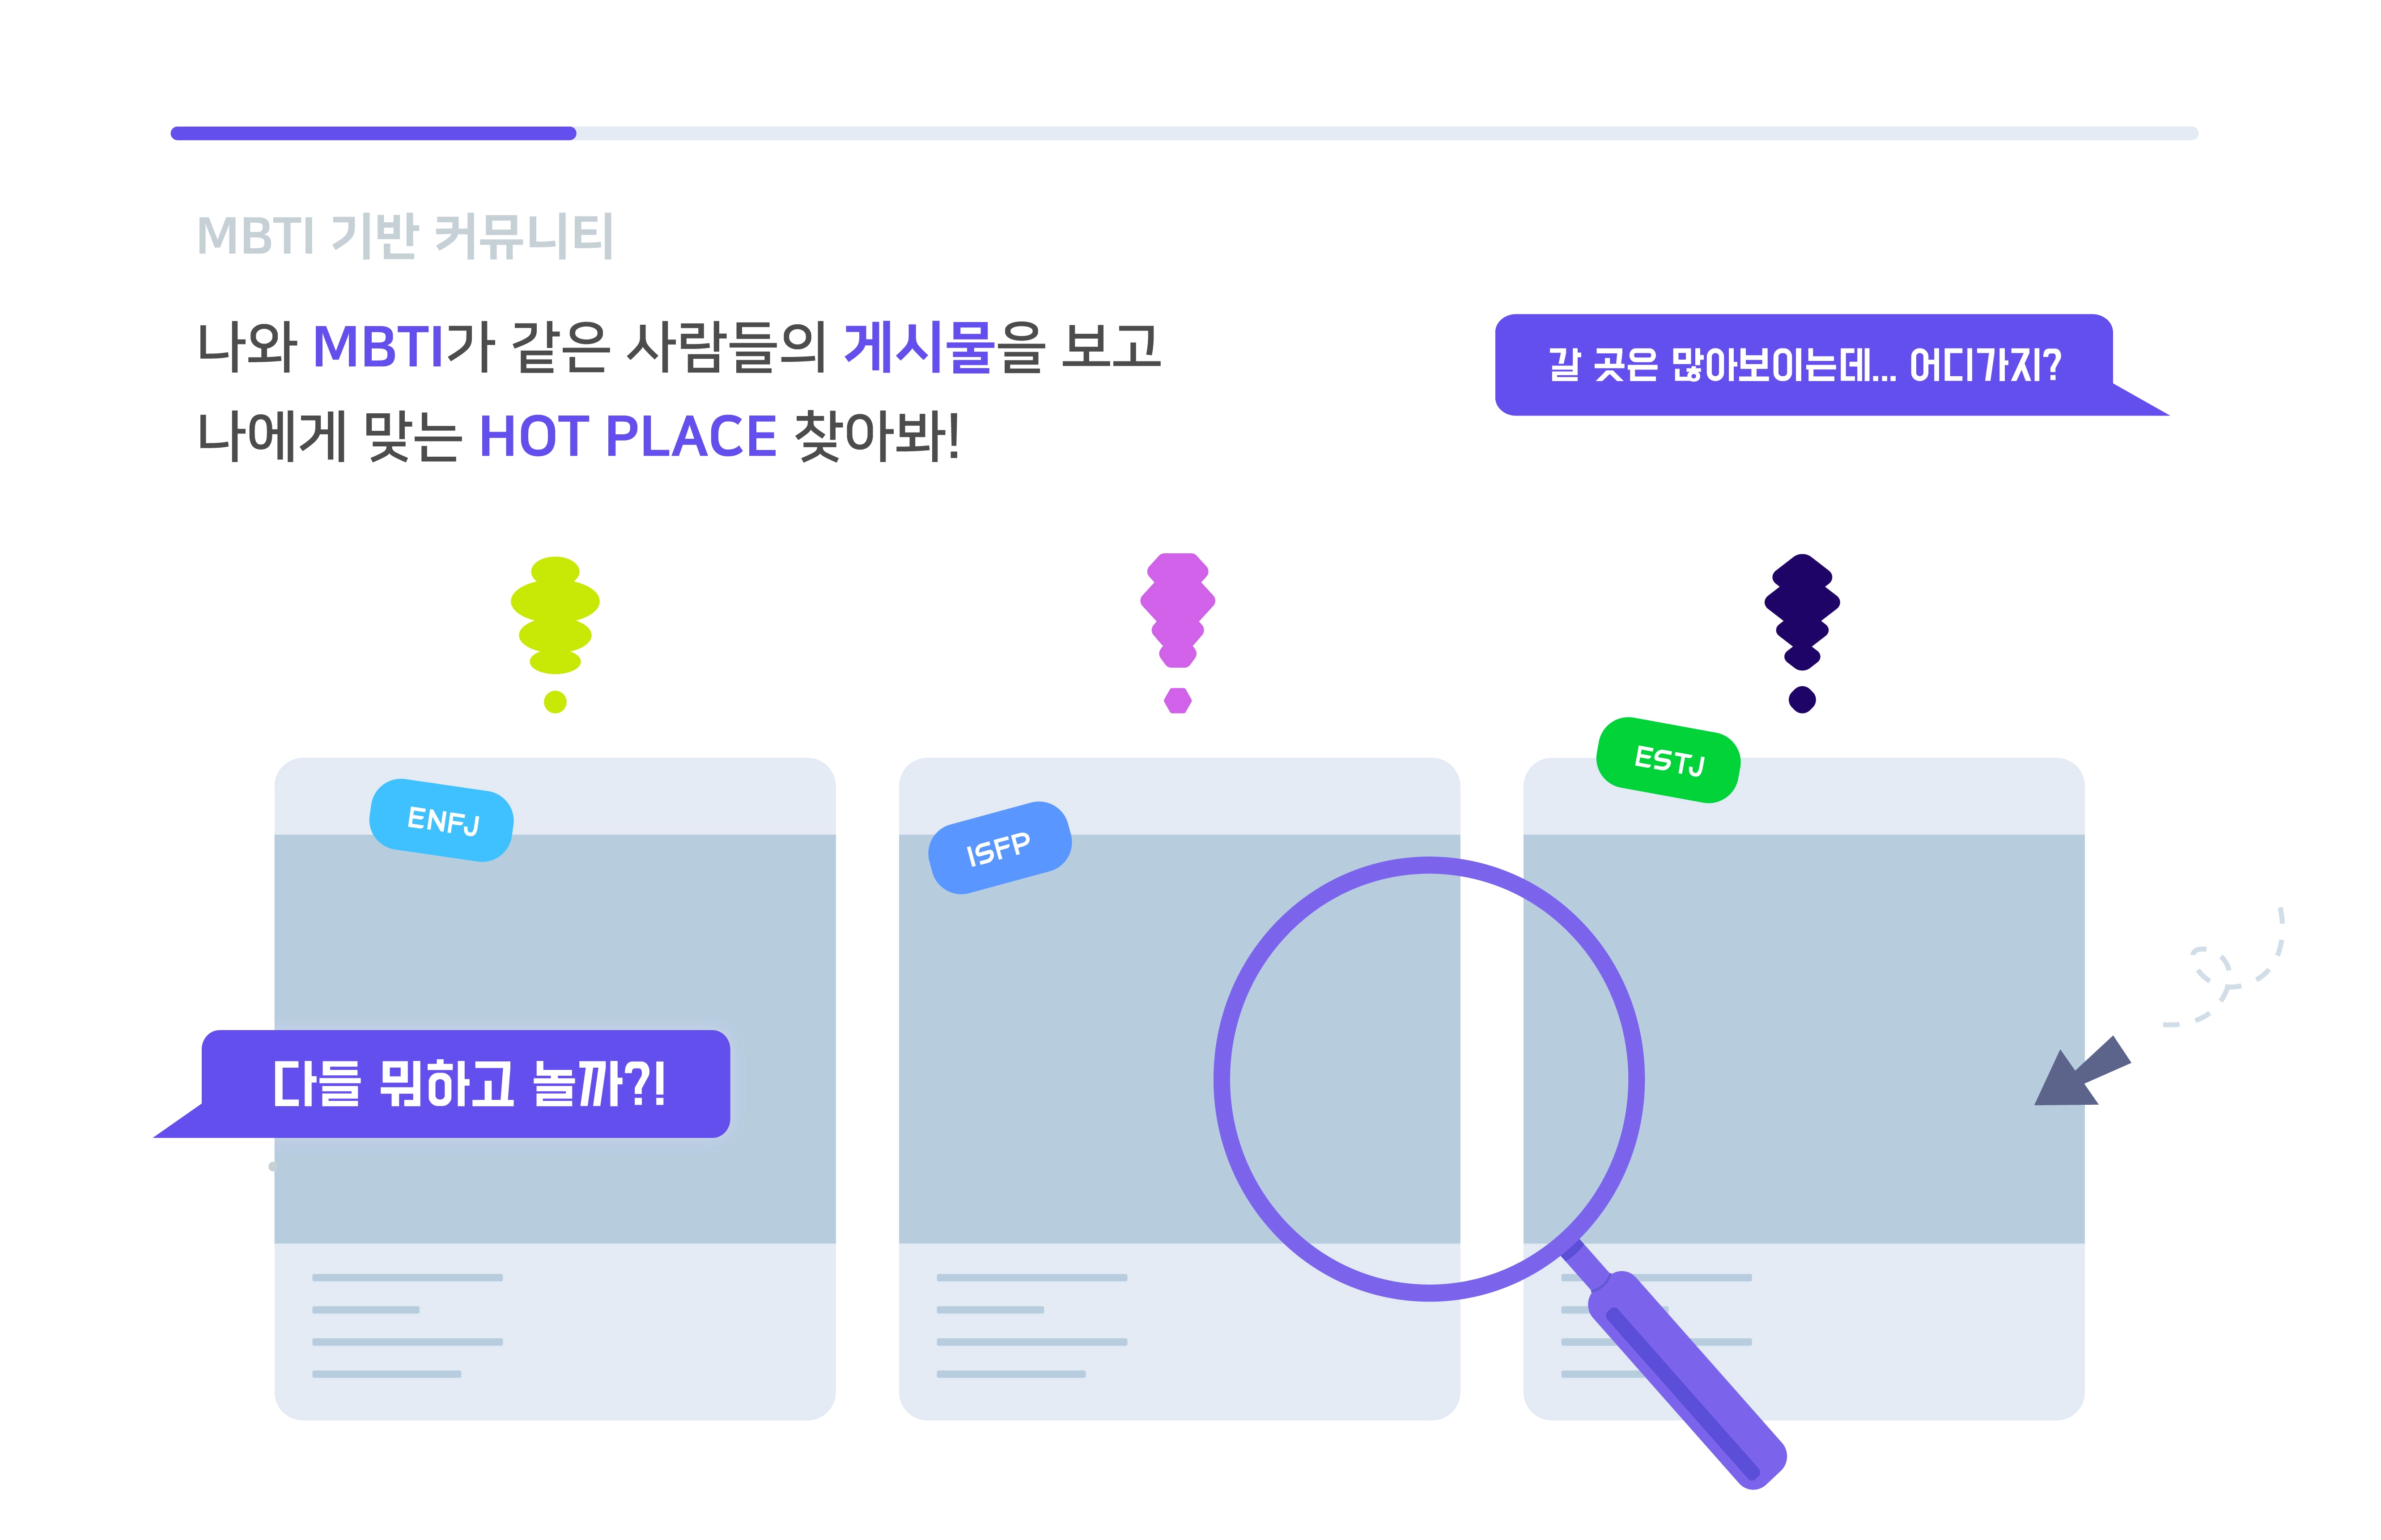 MBTI 기반 커뮤니티
나와 MBTI가 같은 사람들의 게시물을 보고
나에게 맞는 HOT PLACE 찾아봐!
갈 곳은 많아보이는데... 어디가지?
ENFJ
ISFP
ESTJ
다들 뭐하고 놀까?!